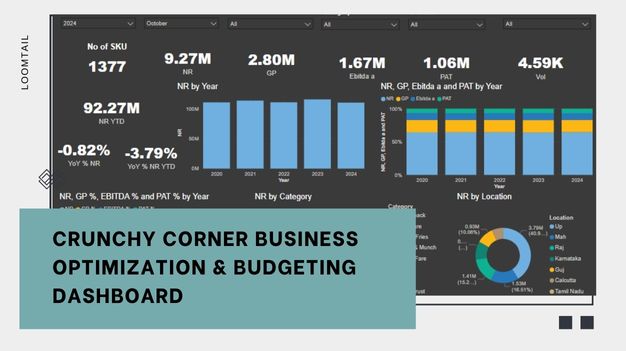 LOOMTAIL
2024
October
All
All
All
All
No of SKU
1377
9.27M
NR
2.80M
GP
1.67M
Ebitda a
1.06M
PAT
4.59K
Vol
92.27M
NR YTD
-0.82%
YoY % NR
-3.79%
YoY % NR YTD
NR by Year
NR
100M
50M
0M
2020 2021 2022 2023 2024
Year
NR, GP, Ebitda a and PAT by Year
NR GP Ebitda a PAT
NR, GP, Ebitda a and PAT
100%
50%
0%
2020 2021 2022 2023 2024
Year
NR, GP %, EBITDA % and PAT % by Year
NR by Category
Category
Fries
& Munch
NR by Location
0.93M
(10.08%)
3.79M
(40.9...)
1.41M
(15.2...)
1.53M
(16.51%)
Location
Up
Mah
Raj
Karnataka
Guj
Calcutta
Tamil Nadu
CRUNCHY CORNER BUSINESS
OPTIMIZATION & BUDGETING
DASHBOARD